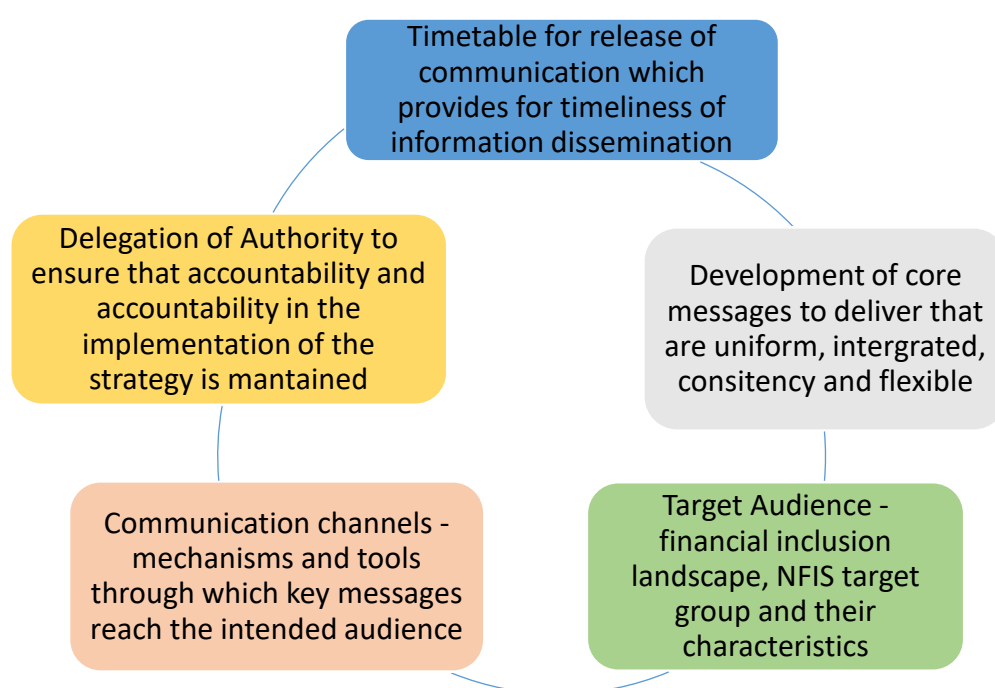 Timetable for release of
communication which
provides for timeliness of
information dissemination
Delegation of Authority to
ensure that accountability and
accountability in the
implementation of the
strategy is mantained
Development of core
messages to deliver that
are uniform, intergrated,
consitency and flexible
Communication channels -
mechanisms and tools
through which key messages
reach the intended audience
Target Audience -
financial inclusion
landscape, NFIS target
group and their
characteristics